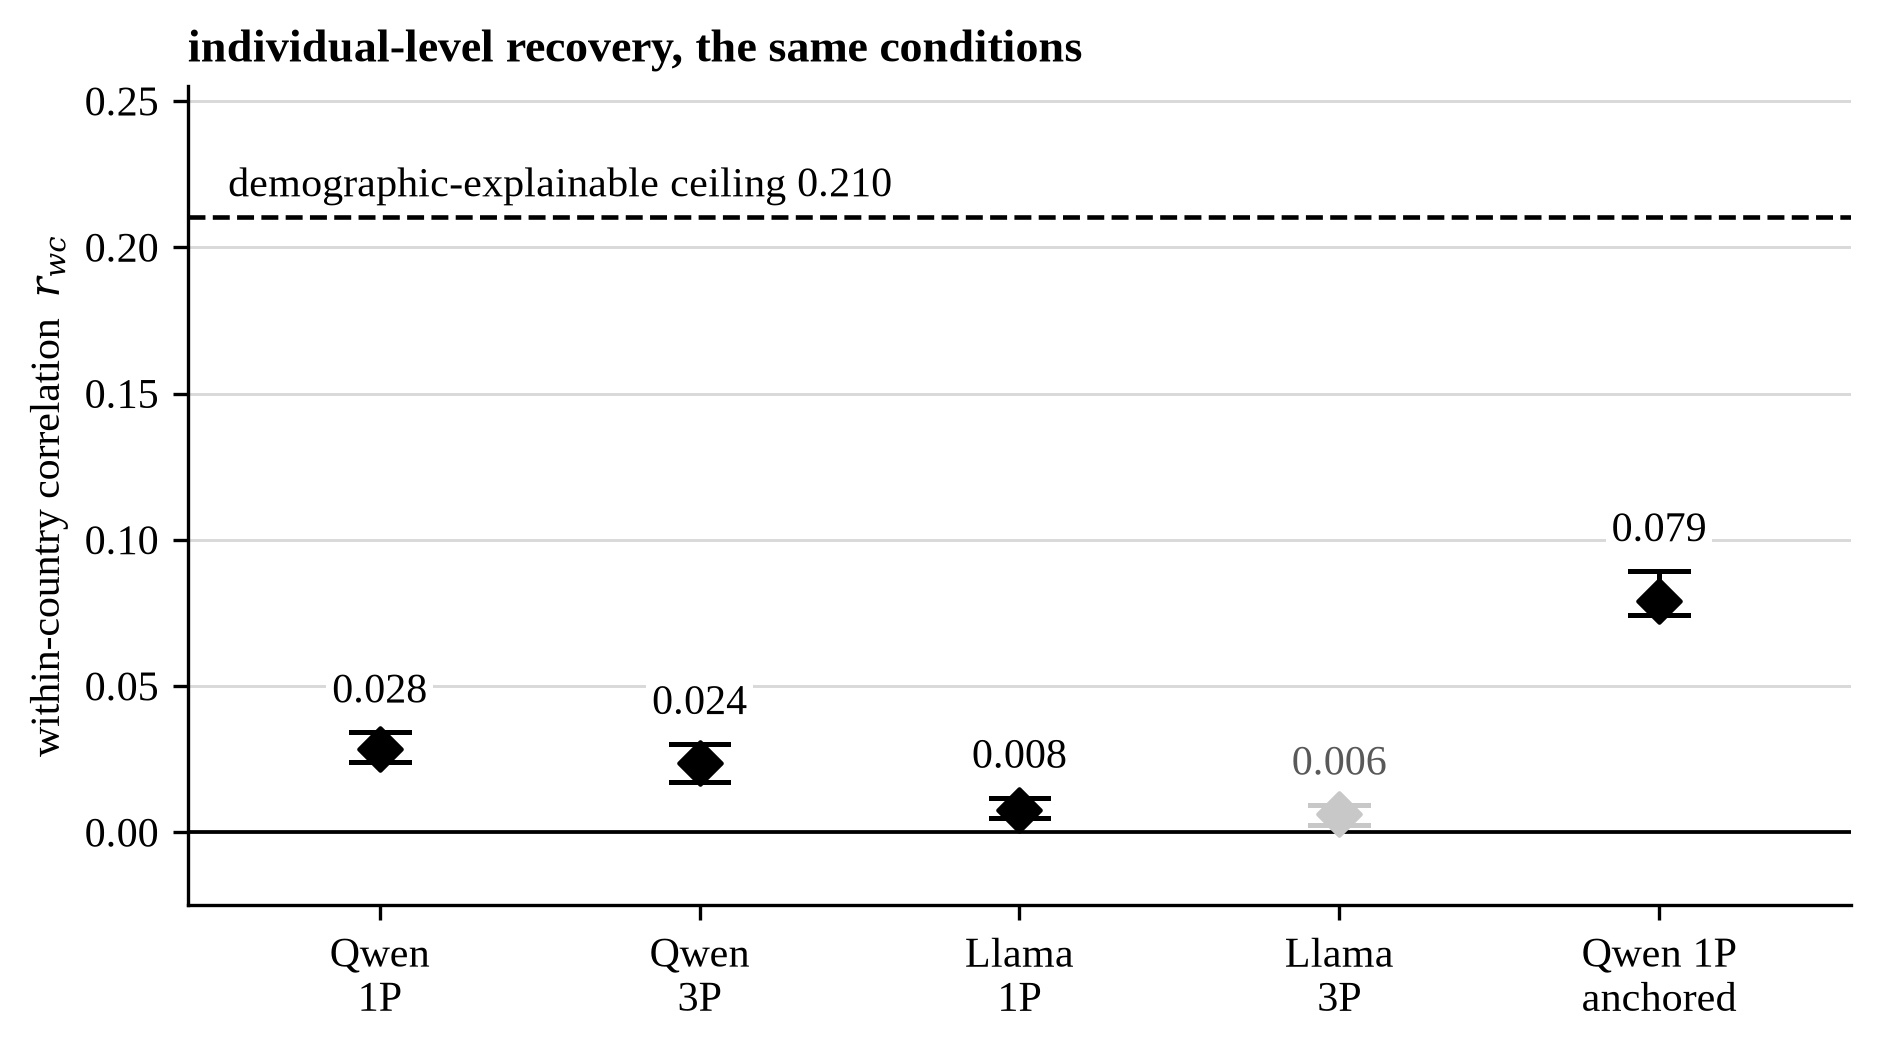 individual-level recovery, the same conditions
within-country correlation r_wc
0.25
0.20
0.15
0.10
0.05
0.00
demographic-explainable ceiling 0.210
0.028
0.024
0.008
0.006
0.079
Qwen
1P
Qwen
3P
Llama
1P
Llama
3P
Qwen 1P
anchored